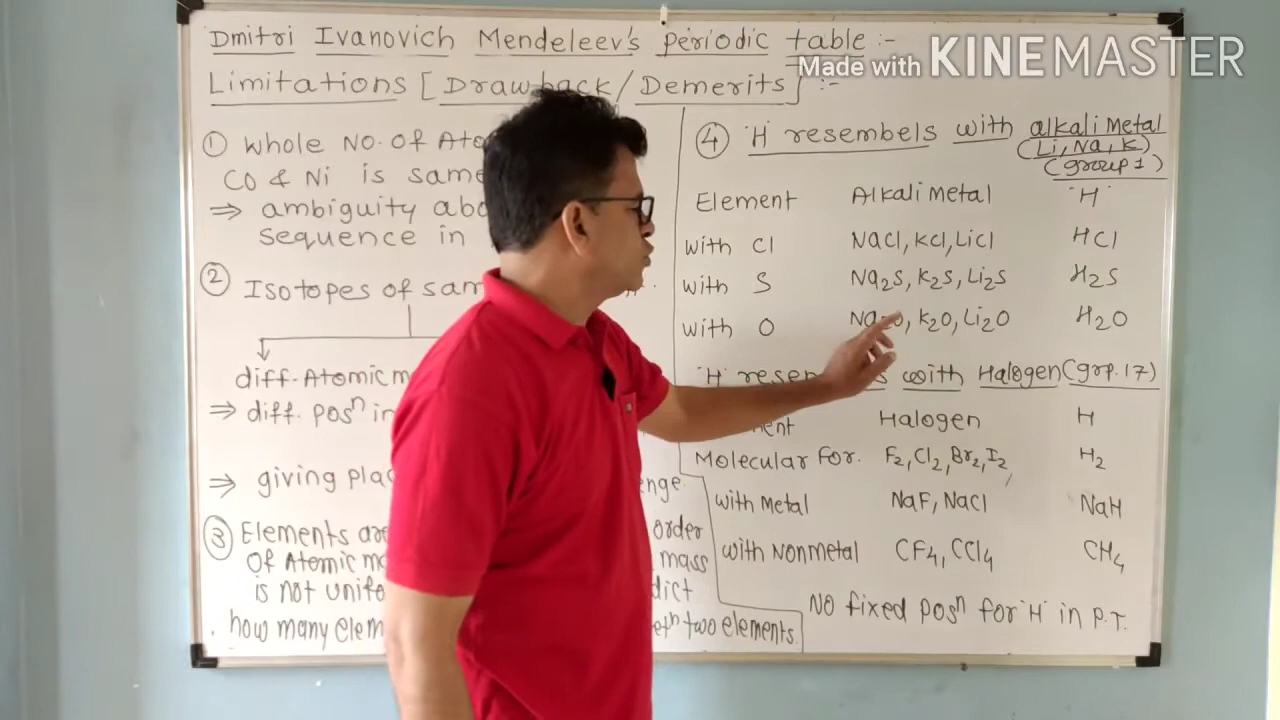 Dmitri Ivanovich Mendeleev's periodic table :-
Made with KINEMASTER
Limitations [Drawback/Demerits] :-
① Whole No. of Ato
Co & Ni is same
⇒ ambiguity abo
sequence in
② Isotopes of sam
diff. Atomic m
⇒ diff. posⁿ in
⇒ giving plac
enge.
③ Elements are
order
of Atomic ma
mass
is not unifo
dict
how many elem
two elements.
④ 'H' resembels with alkali Metal
(Li, Na, K)
(group 1)
Element Alkali metal 'H'
with Cl NaCl, KCl, LiCl HCl
with S Na₂S, K₂S, Li₂S H₂S
with O Na₂O, K₂O, Li₂O H₂O
'H' rese s with Halogen (grp. 17)
ment Halogen H
Molecular For. F₂, Cl₂, Br₂, I₂, H₂
with Metal NaF, NaCl NaH
with Nonmetal CF₄, CCl₄ CH₄
No fixed posⁿ for 'H' in P.T.